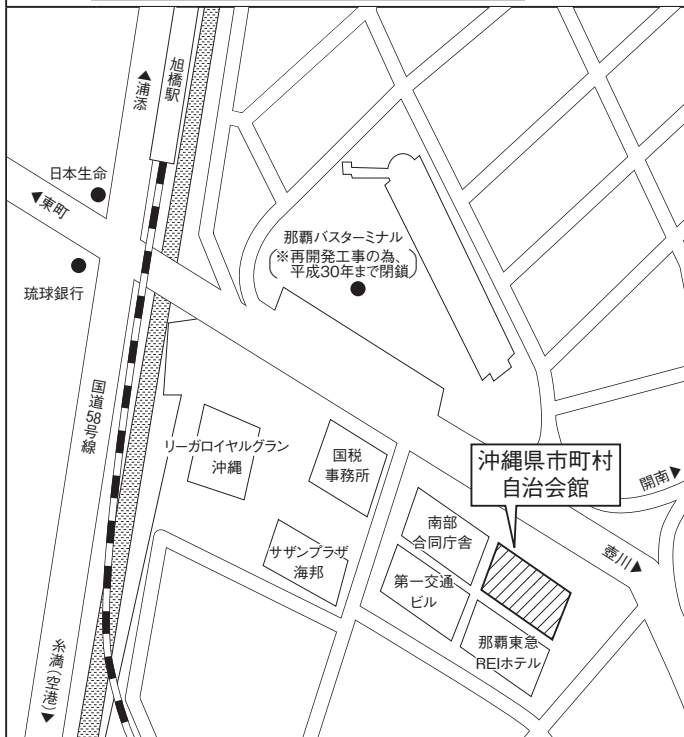 旭橋駅
▲浦添
日本生命
◀東町
那覇バスターミナル
(※再開発工事の為、
平成30年まで閉鎖)
琉球銀行
国道58号線
リーガロイヤルグラン
沖縄
国税
事務所
沖縄県市町村
自治会館
開南▶
南部
合同庁舎
壺川▶
サザンプラザ
海邦
第一交通
ビル
那覇東急
REIホテル
糸満(空港)▼